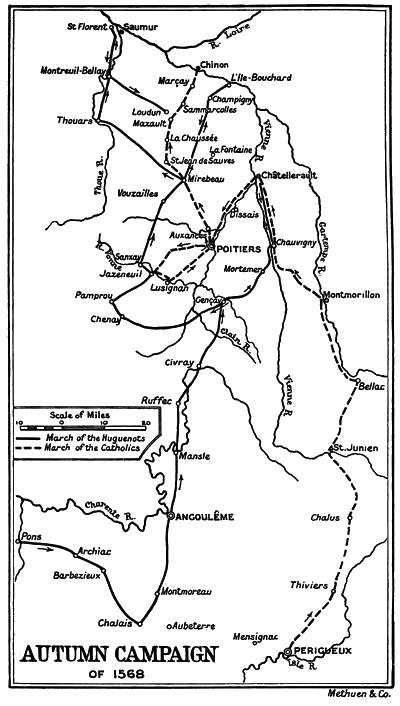 St Florent
Saumur
R. Loire
Montreuil-Bellay
Chinon
Marçay
L'Ile-Bouchard
Champigny
Loudun
Sammarcolles
Mazault
Thouars
La Chaussée
La Fontaine
Vienne R.
St Jean de Sauves
Mirebeau
Châtellerault
Thoue R.
Vouzailles
Dissais
Gartempe R.
Auxances
POITIERS
Chauvigny
Sanxay
Jazeneuil
Mortemer
Lusignan
Pamprou
Gençay
Montmorillon
Chenay
Clain R.
Civray
Vienne R
Bellac
Ruffec
Scale of Miles
10 0 10 20
March of the Huguenots
March of the Catholics
Mansle
St. Junien
Charente R.
ANGOULÊME
Chalus
Pons
Archiac
Barbezieux
Montmoreau
Thiviers
Chalais
Aubeterre
Mensignac
PERIGUEUX
Isle R
AUTUMN CAMPAIGN
OF 1568
Methuen & Co.